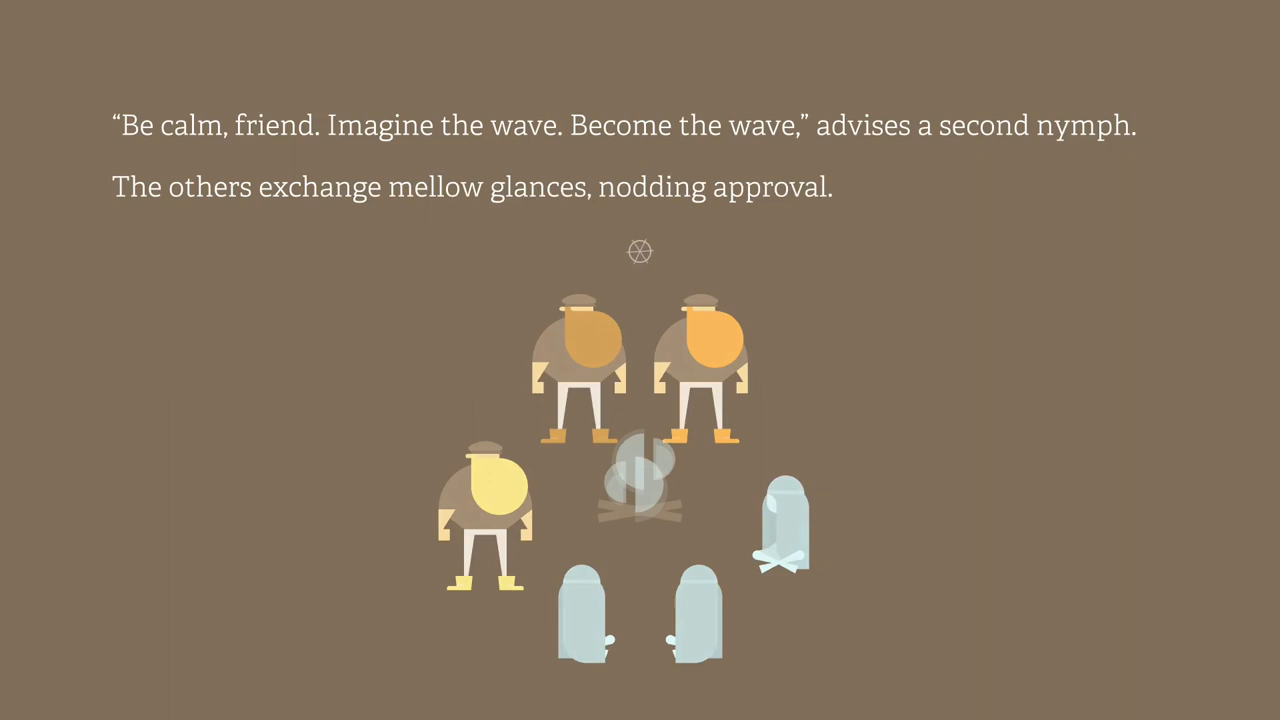 “Be calm, friend. Imagine the wave. Become the wave,” advises a second nymph.
The others exchange mellow glances, nodding approval.